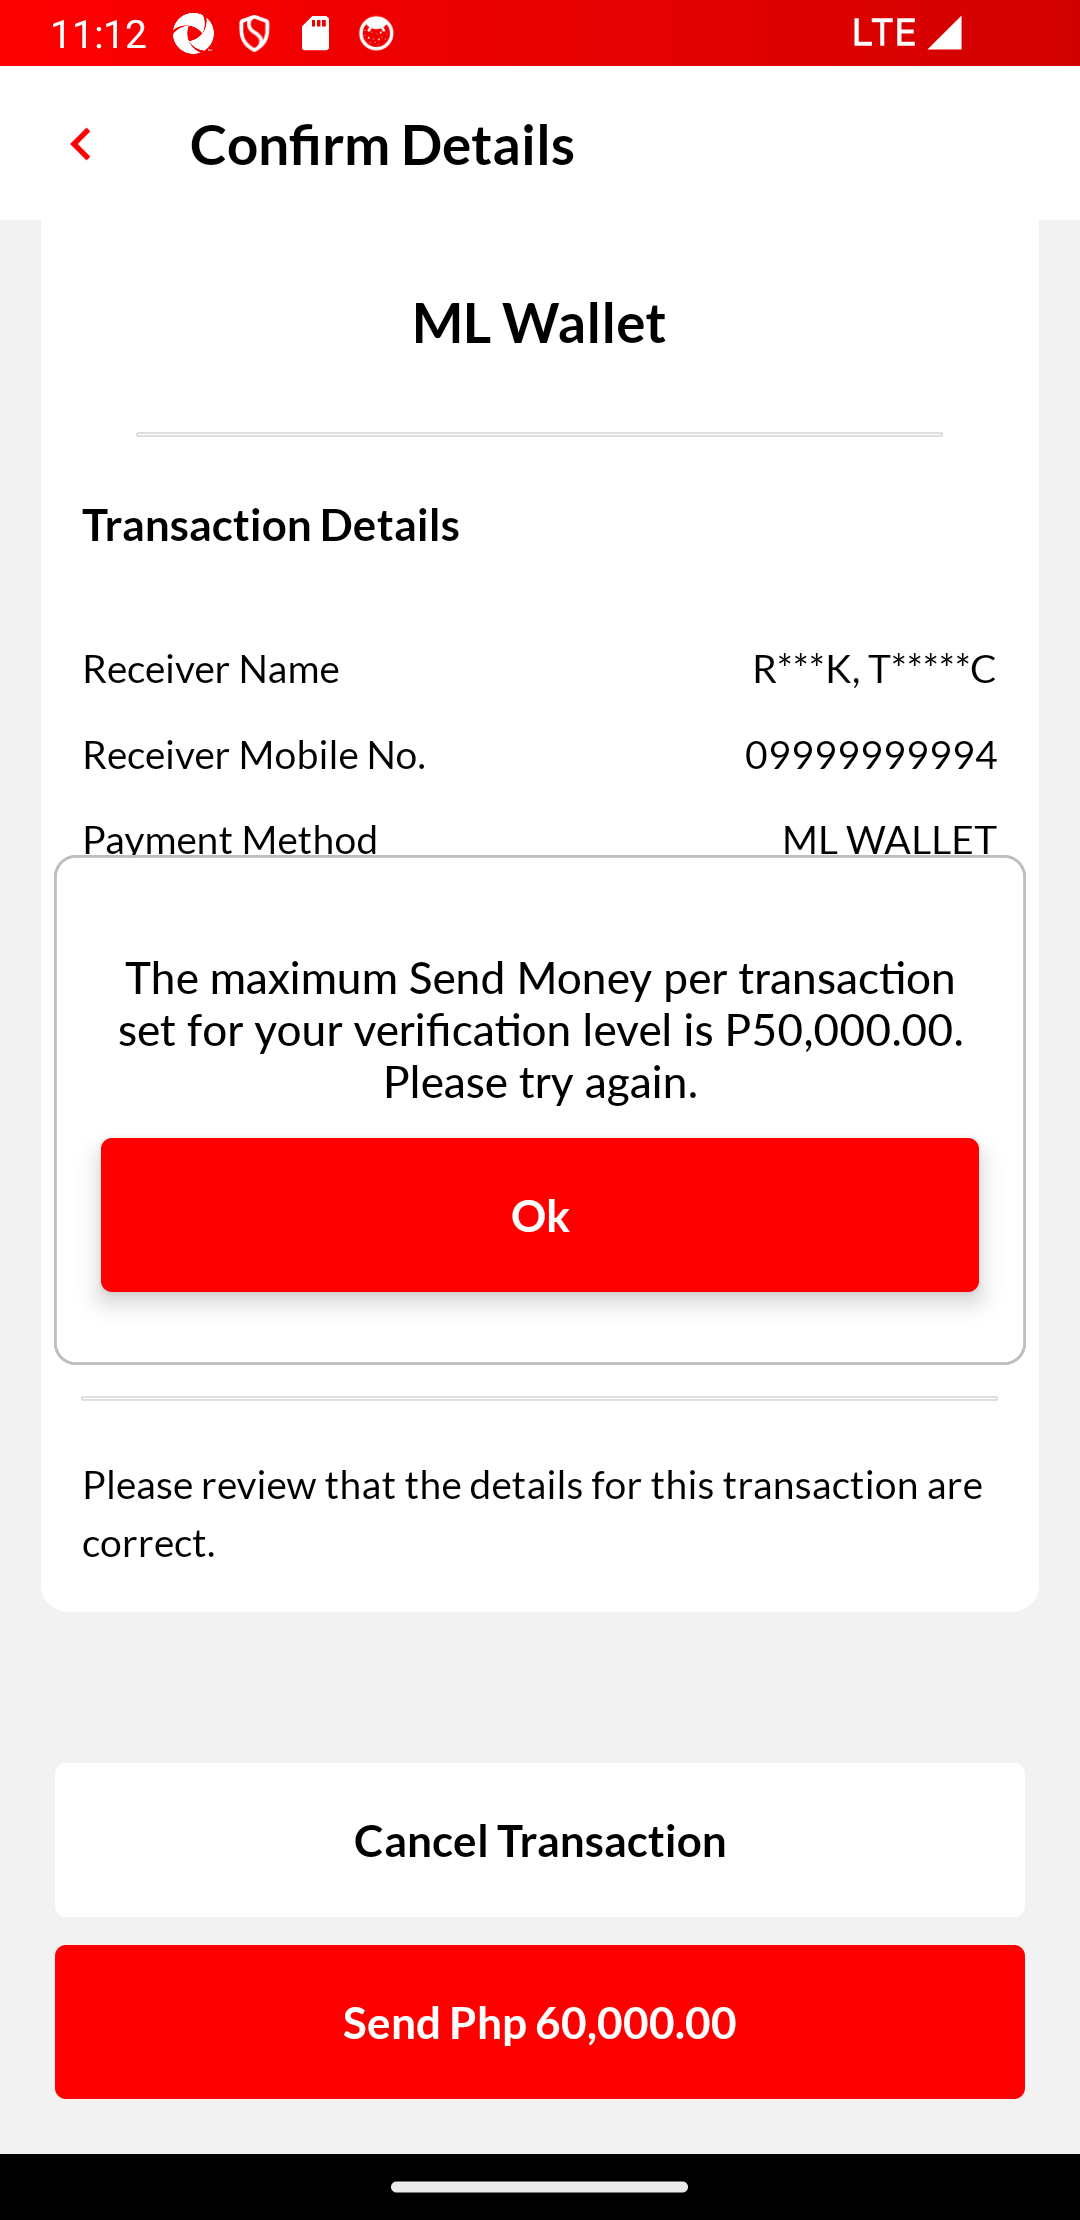 11:12
LTE
Confirm Details
ML Wallet
Transaction Details
Receiver Name R***K, T*****C
Receiver Mobile No. 09999999994
Payment Method ML WALLET
The maximum Send Money per transaction
set for your verification level is P50,000.00.
Please try again.
Ok
Please review that the details for this transaction are
correct.
Cancel Transaction
Send Php 60,000.00